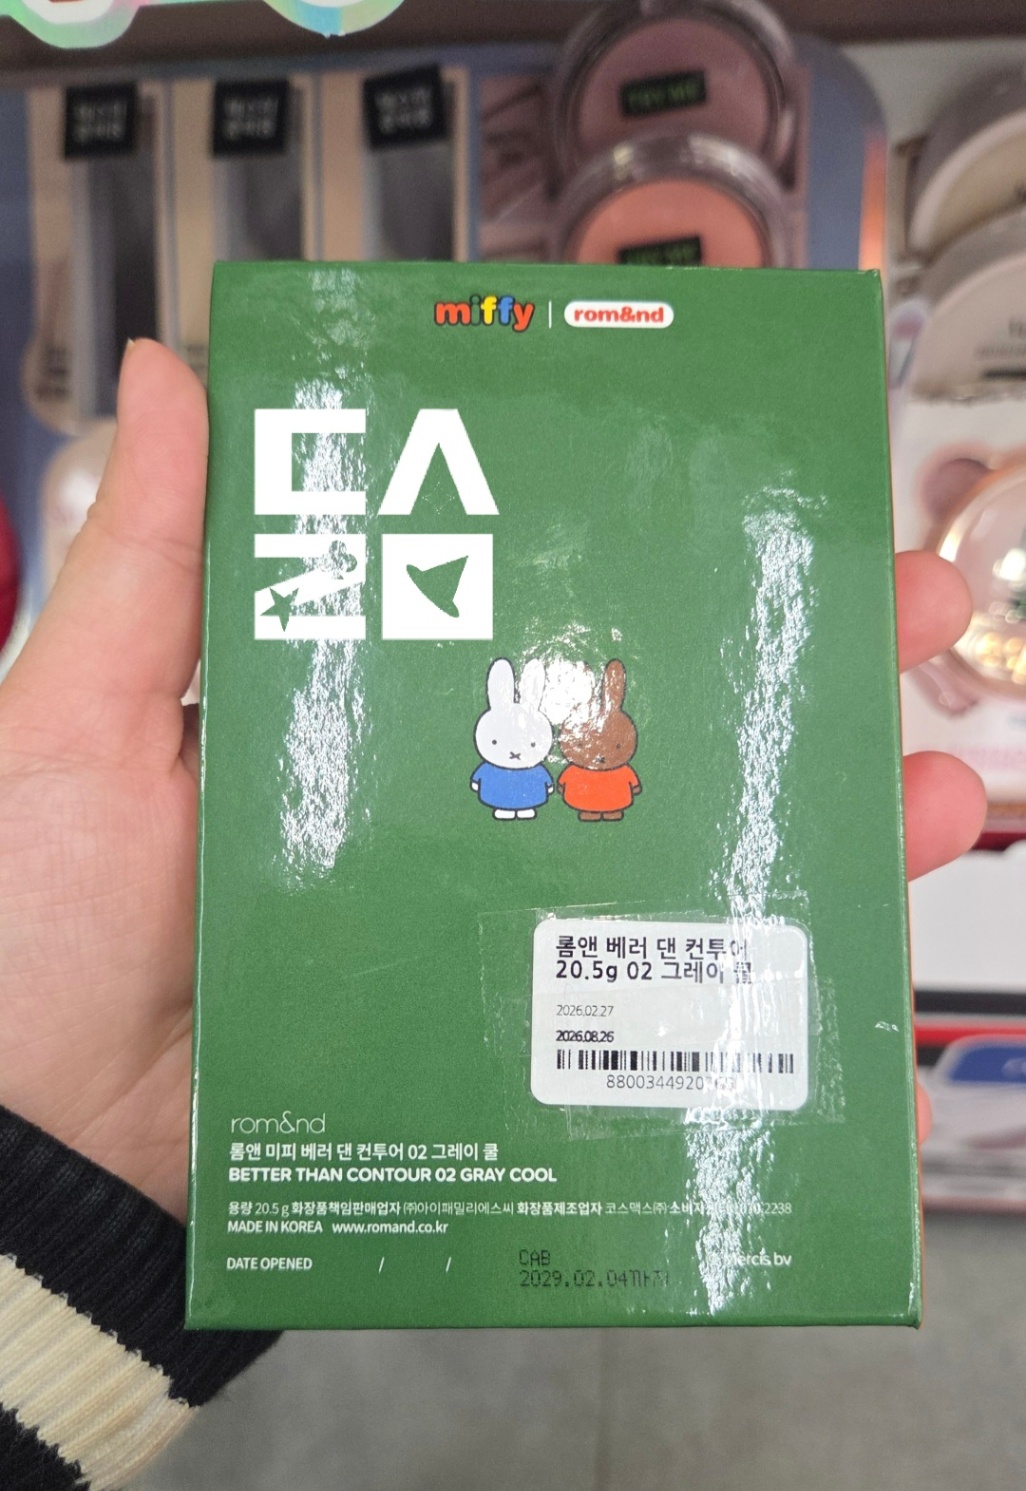 miffy | rom&nd
롬앤 베러 댄 컨투어
20.5g 02 그레이 쿨
2026.02.27
2026.08.26
8800344920
rom&nd
롬앤 미피 베러 댄 컨투어 02 그레이 쿨
BETTER THAN CONTOUR 02 GRAY COOL
용량 20.5 g 화장품책임판매업자 ㈜아이패밀리에스씨 화장품제조업자 코스맥스㈜
MADE IN KOREA www.romand.co.kr
DATE OPENED / /
CAB
2029.02.04까지
Mercis bv